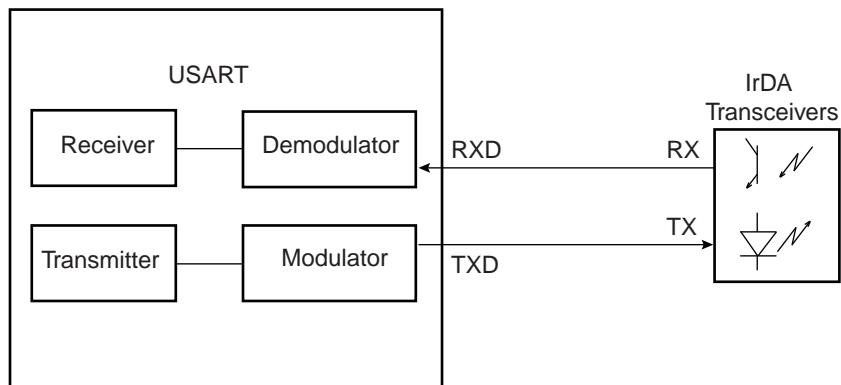 USART
IrDA
Transceivers
Receiver
Demodulator
RXD
RX
Transmitter
Modulator
TXD
TX